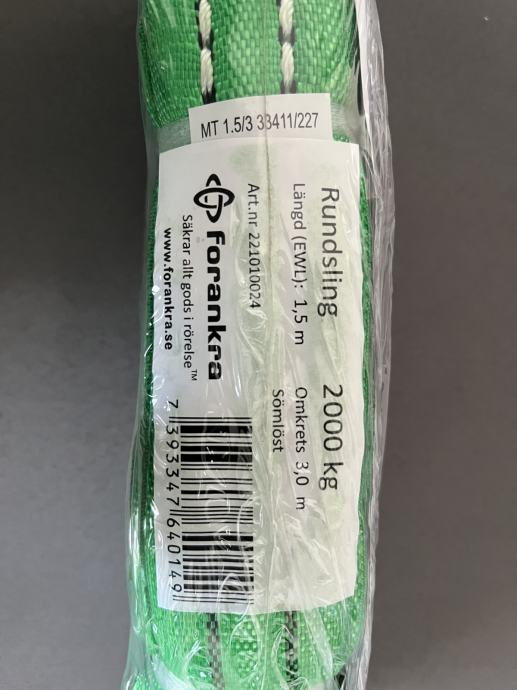 MT 1.5/3 33411/227
Rundsling 2000 kg
Längd (EWL): 1,5 m Omkrets 3,0 m
Sömlöst
Art.nr 221010024
forankra
Säkrar allt gods i rörelse™
www.forankra.se
7 393347 640149